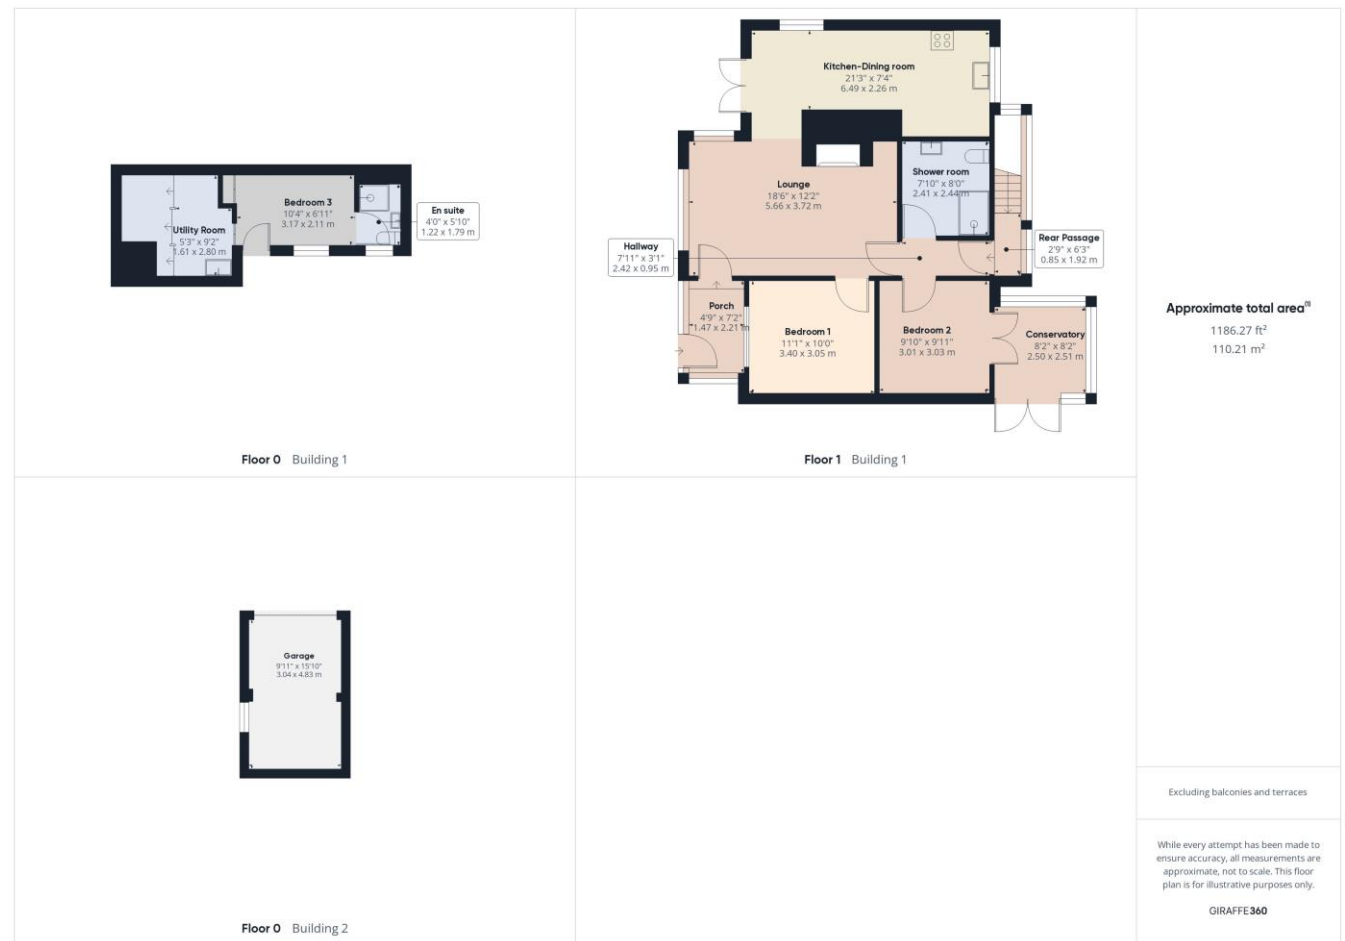 Utility Room
5'3" x 9'2"
1.61 x 2.80 m
Bedroom 3
10'4" x 6'11"
3.17 x 2.11 m
En suite
4'0" x 5'10"
1.22 x 1.79 m
Floor 0 Building 1
Kitchen-Dining room
21'3" x 7'4"
6.49 x 2.26 m
Lounge
18'6" x 12'2"
5.66 x 3.72 m
Shower room
7'10" x 8'0"
2.41 x 2.44 m
Hallway
7'11" x 3'1"
2.42 x 0.95 m
Rear Passage
2'9" x 6'3"
0.85 x 1.92 m
Porch
4'9" x 7'2"
1.47 x 2.21 m
Bedroom 1
11'1" x 10'0"
3.40 x 3.05 m
Bedroom 2
9'10" x 9'11"
3.01 x 3.03 m
Conservatory
8'2" x 8'2"
2.50 x 2.51 m
Floor 1 Building 1
Garage
9'11" x 15'10"
3.04 x 4.83 m
Floor 0 Building 2
Approximate total area(1)
1186.27 ft²
110.21 m²
Excluding balconies and terraces
While every attempt has been made to
ensure accuracy, all measurements are
approximate, not to scale. This floor
plan is for illustrative purposes only.
GIRAFFE360